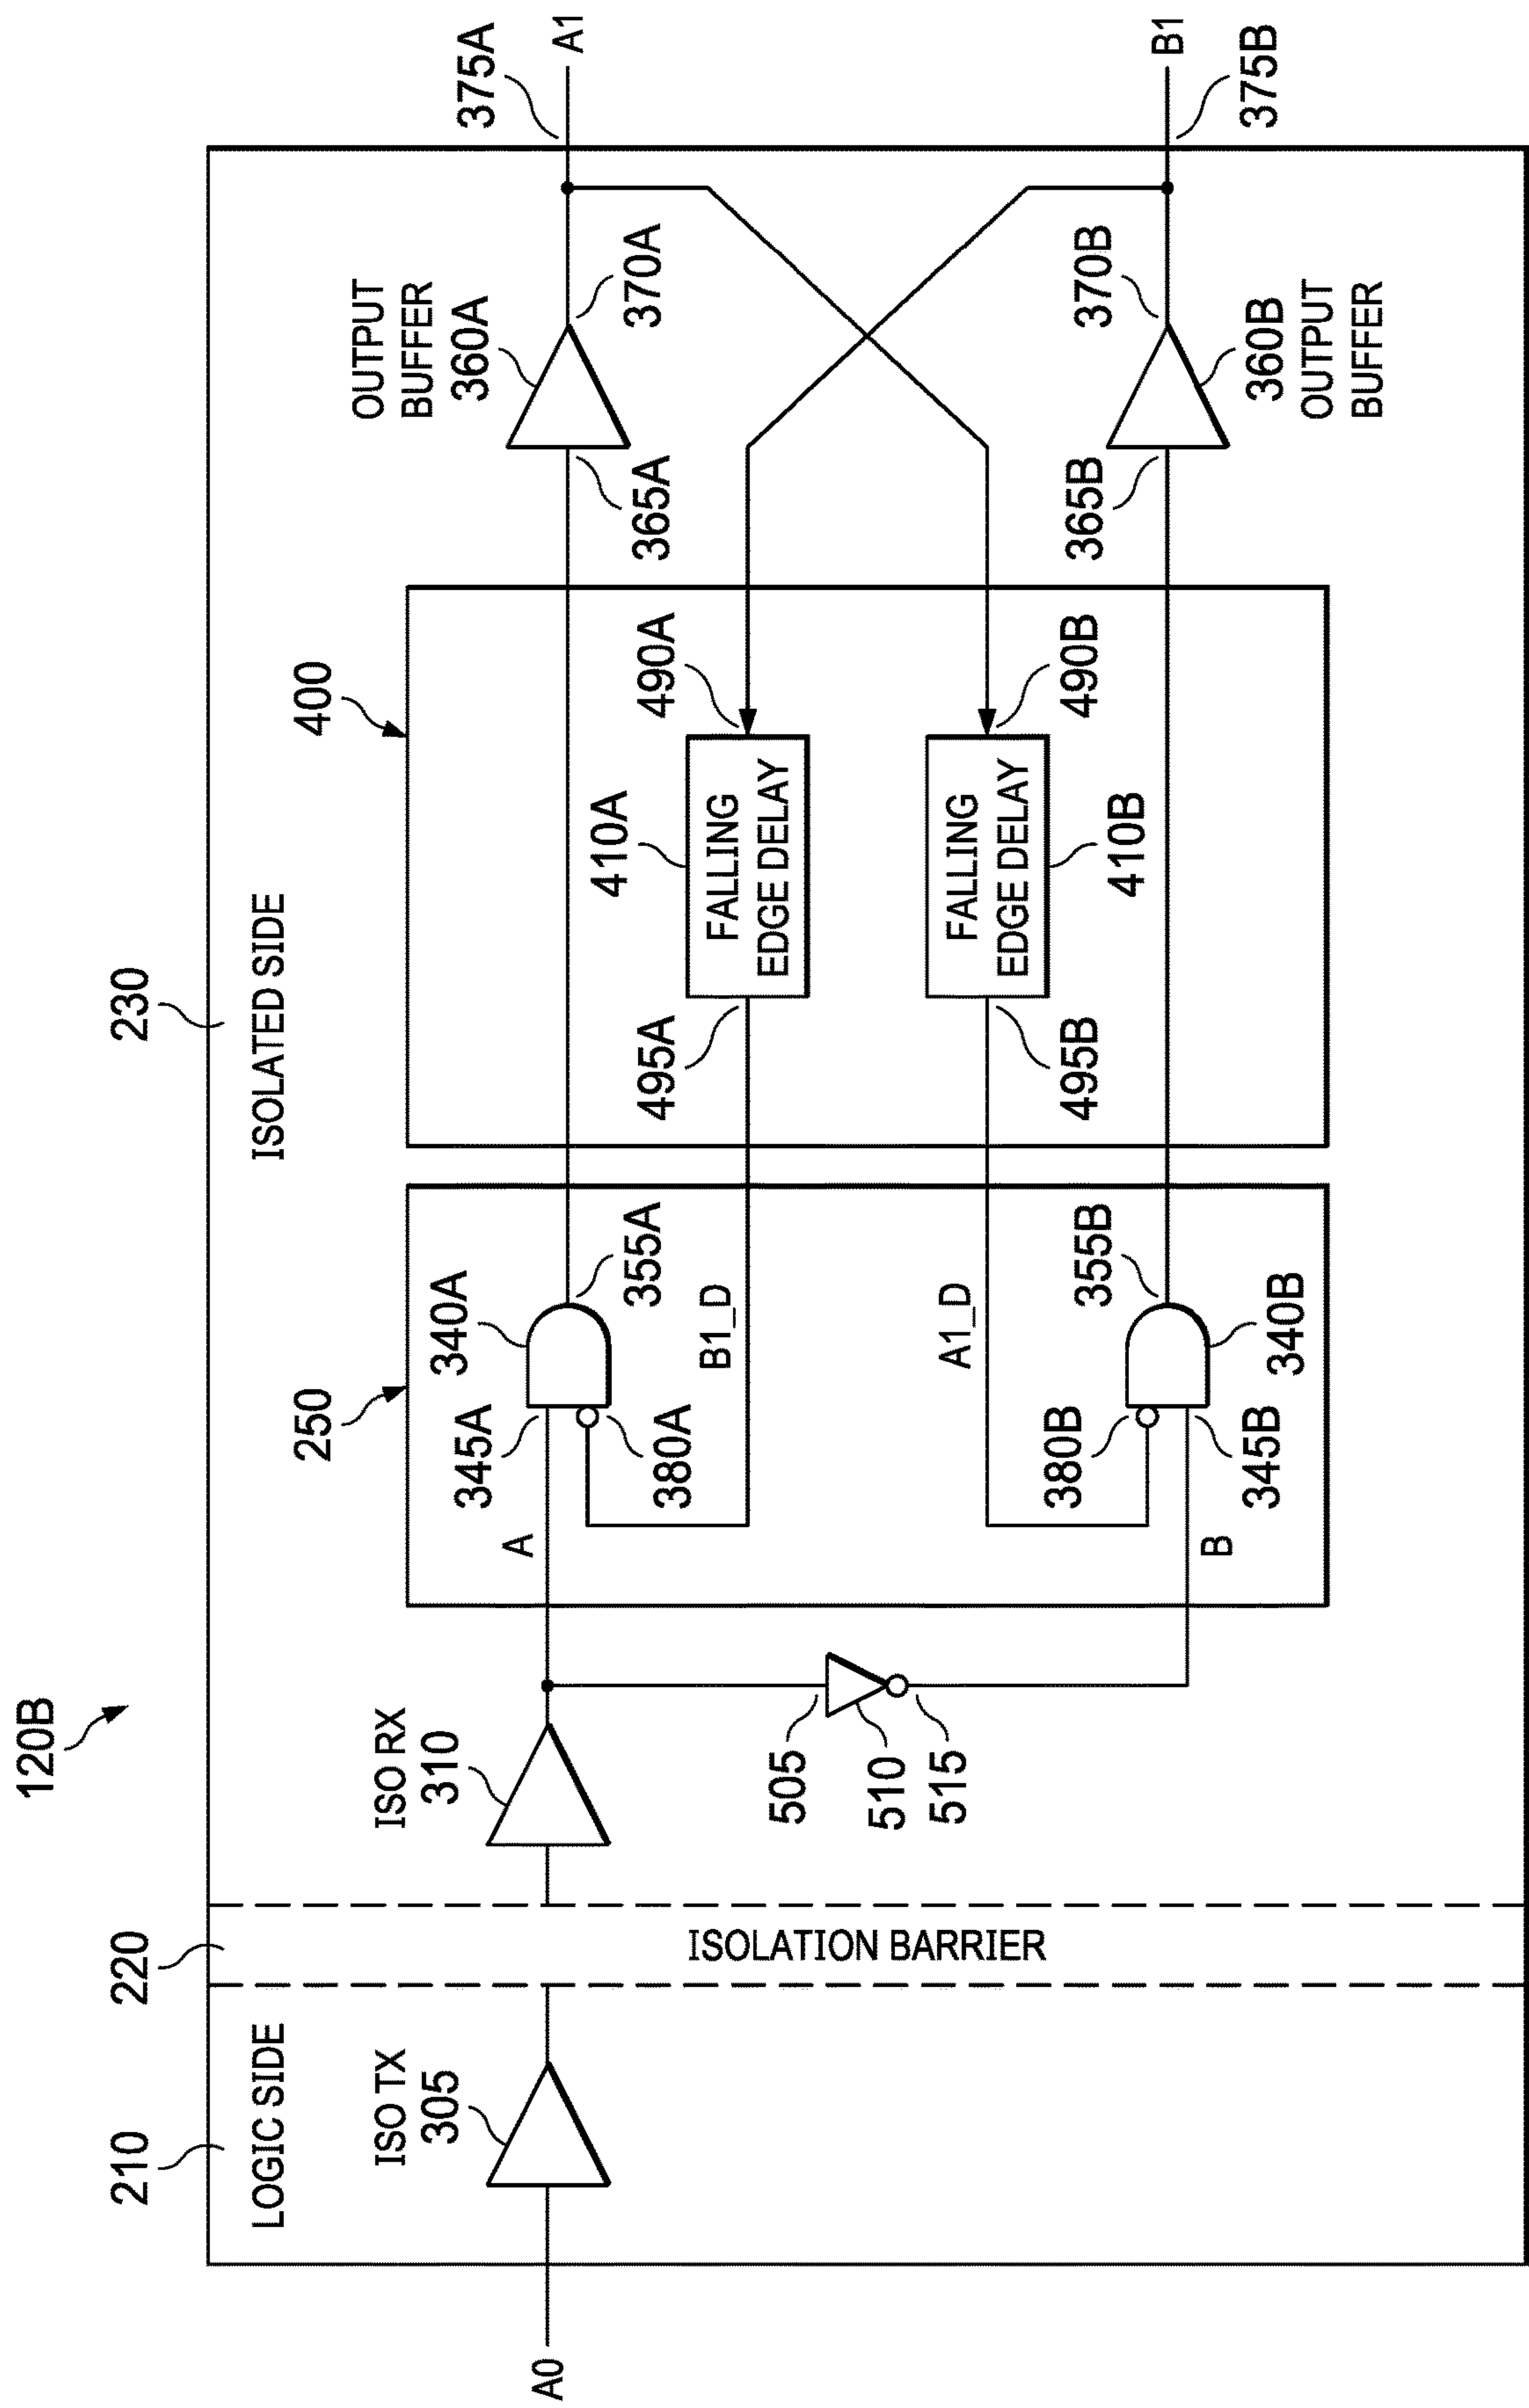 120B
210
220
230
LOGIC SIDE
ISOLATION BARRIER
ISOLATED SIDE
A0
ISO TX
305
ISO RX
310
505
510
515
250
A
345A
340A
355A
380A
B1_D
A1_D
380B
355B
B
345B
340B
400
495A
410A
FALLING
EDGE DELAY
490A
495B
FALLING
EDGE DELAY
410B
490B
OUTPUT
BUFFER
360A
365A
370A
365B
370B
360B
OUTPUT
BUFFER
375A
A1
B1
375B